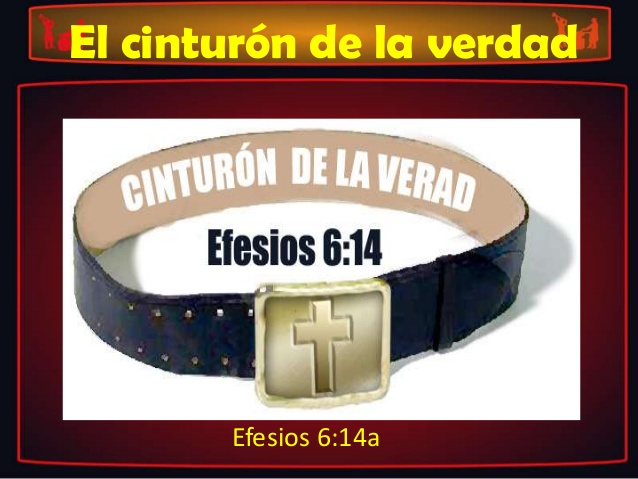 El cinturón de la verdad
CINTURÓN DE LA VERAD
Efesios 6:14
Efesios 6:14a